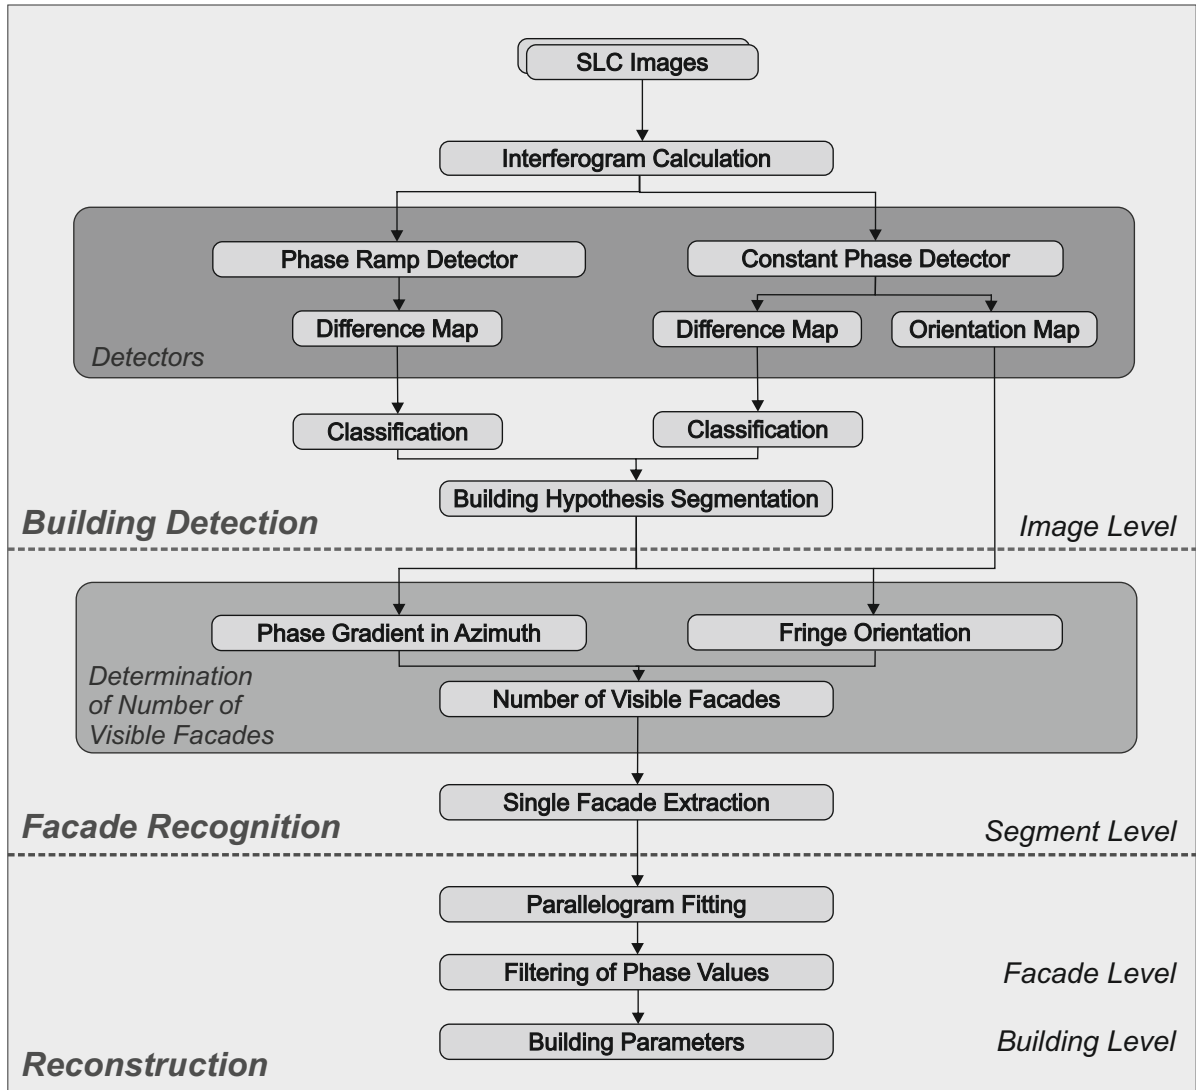 SLC Images
Interferogram Calculation
Phase Ramp Detector
Constant Phase Detector
Difference Map
Difference Map
Orientation Map
Detectors
Classification
Classification
Building Hypothesis Segmentation
Building Detection
Image Level
Phase Gradient in Azimuth
Fringe Orientation
Determination
of Number of
Visible Facades
Number of Visible Facades
Single Facade Extraction
Facade Recognition
Segment Level
Parallelogram Fitting
Filtering of Phase Values
Facade Level
Building Parameters
Building Level
Reconstruction